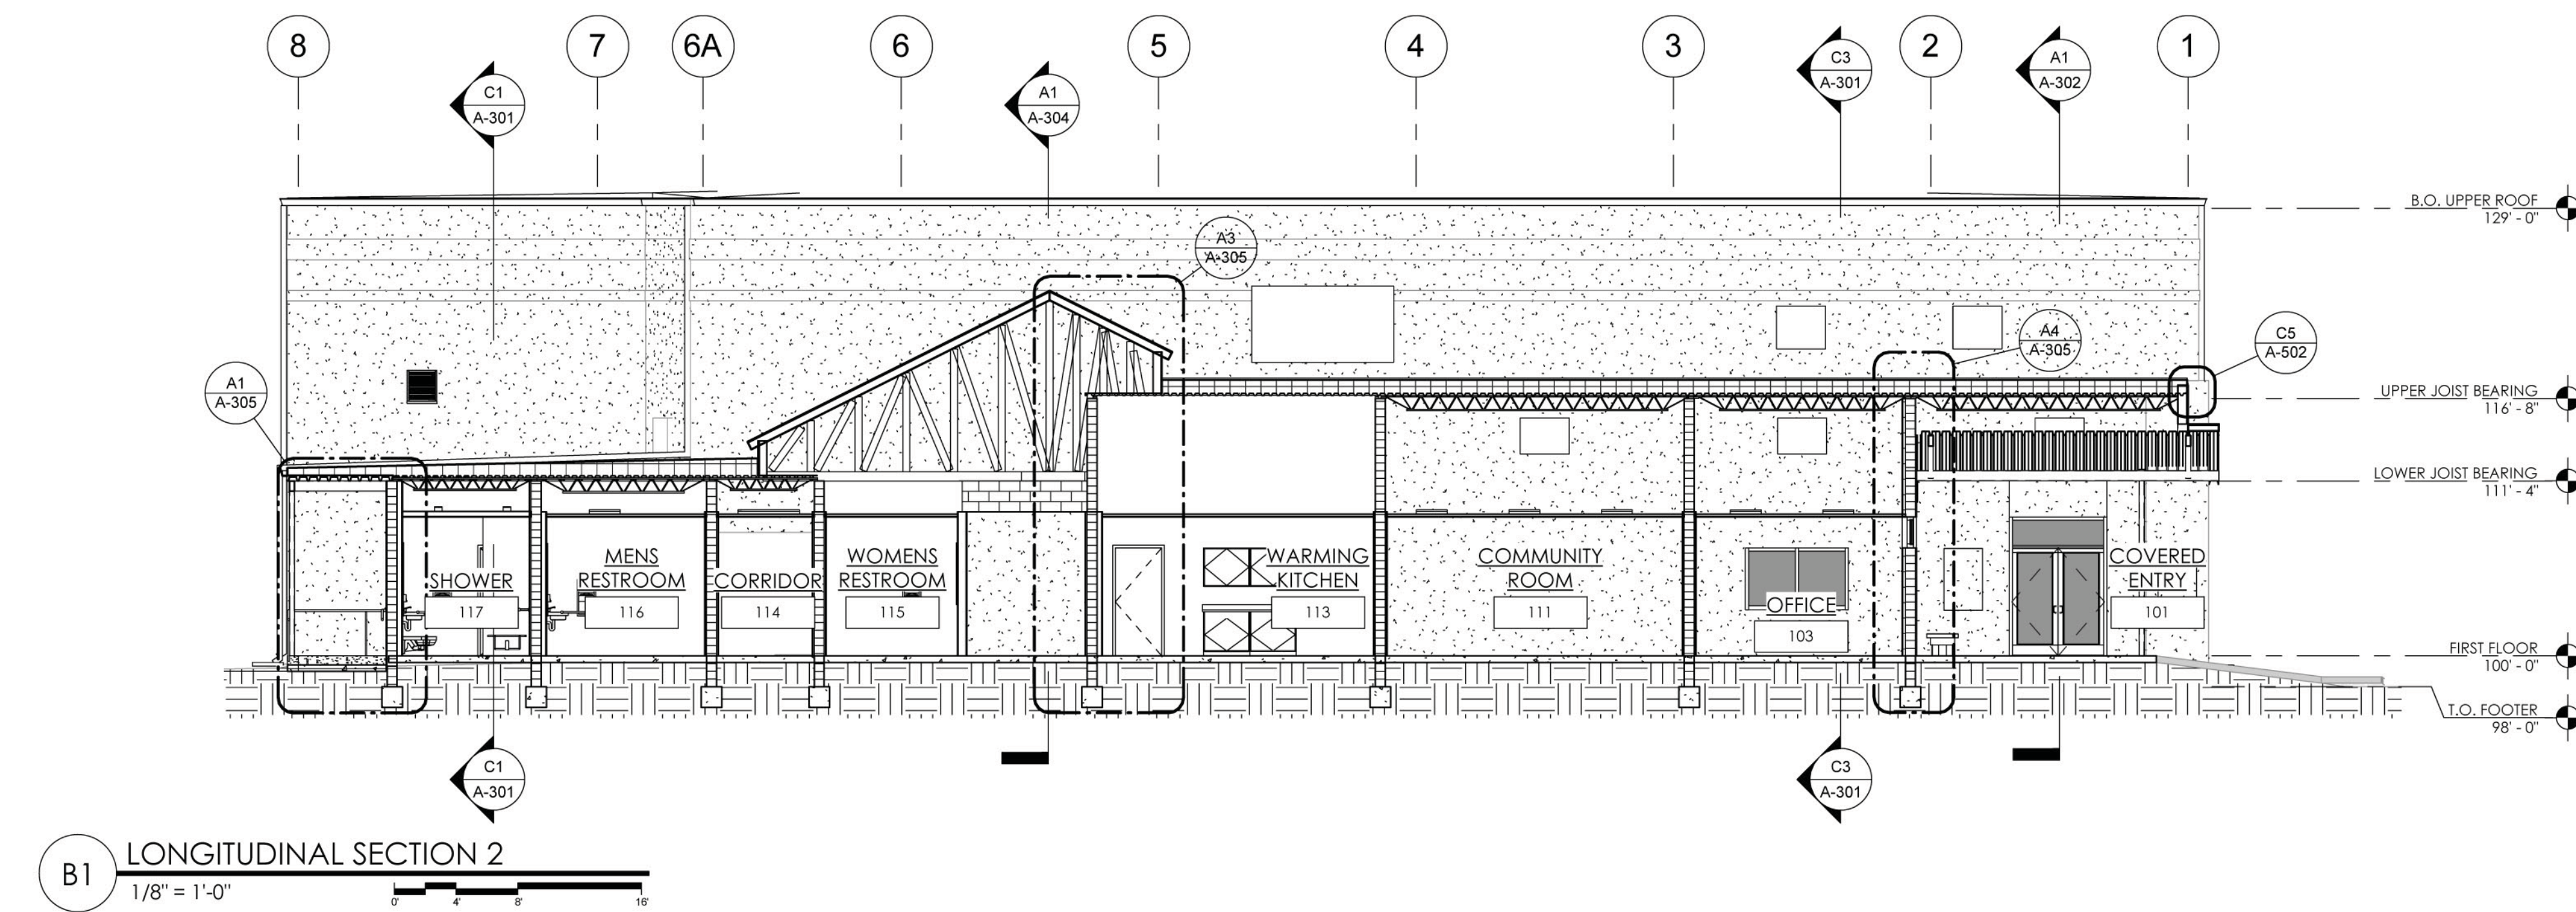 8
7
6A
6
5
4
3
2
1
C1
A-301
A1
A-304
C3
A-301
A1
A-302
B.O. UPPER ROOF
129' - 0"
A3
A-305
A4
A-305
C5
A-502
A1
A-305
UPPER JOIST BEARING
116' - 8"
LOWER JOIST BEARING
111' - 4"
SHOWER
117
MENS
RESTROOM
116
CORRIDOR
114
WOMENS
RESTROOM
115
WARMING
KITCHEN
113
COMMUNITY
ROOM
111
OFFICE
103
COVERED
ENTRY
101
FIRST FLOOR
100' - 0"
T.O. FOOTER
98' - 0"
C1
A-301
C3
A-301
B1
LONGITUDINAL SECTION 2
1/8" = 1'-0"
0'
4'
8'
16'